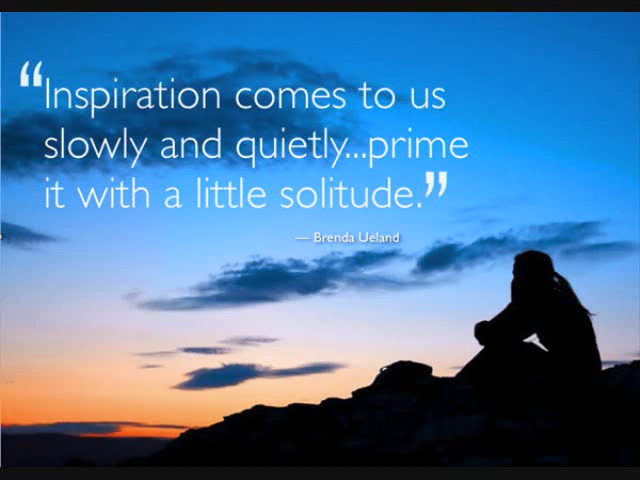 “Inspiration comes to us
slowly and quietly...prime
it with a little solitude.”
— Brenda Ueland